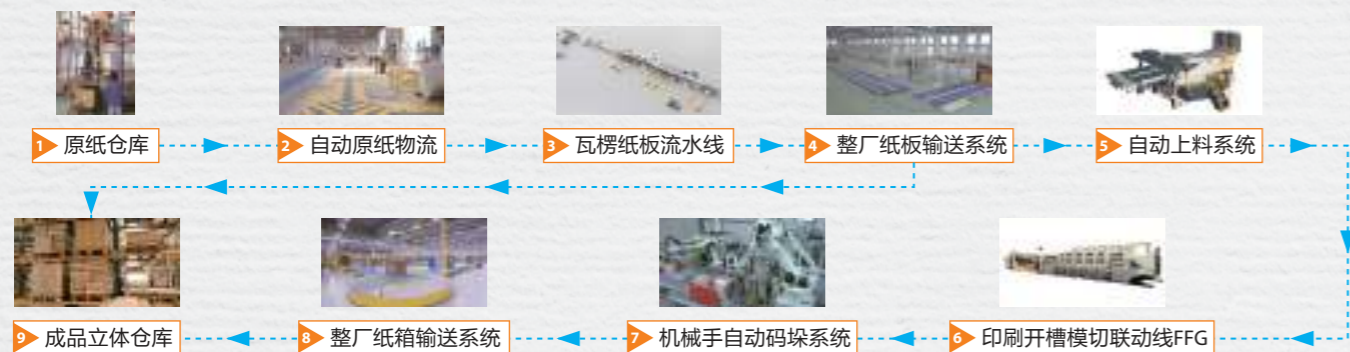 1 原纸仓库
2 自动原纸物流
3 瓦楞纸板流水线
4 整厂纸板输送系统
5 自动上料系统
6 印刷开槽模切联动线FFG
7 机械手自动码垛系统
8 整厂纸箱输送系统
9 成品立体仓库